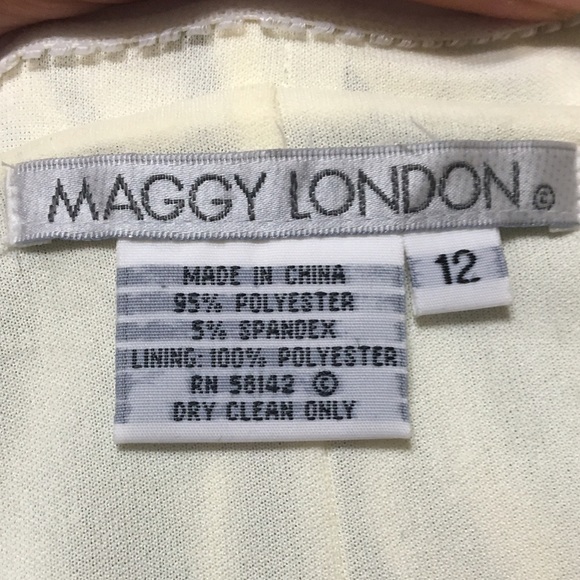 MAGGY LONDON ©
12
MADE IN CHINA
95% POLYESTER
5% SPANDEX
LINING: 100% POLYESTER
RN 58142 ©
DRY CLEAN ONLY